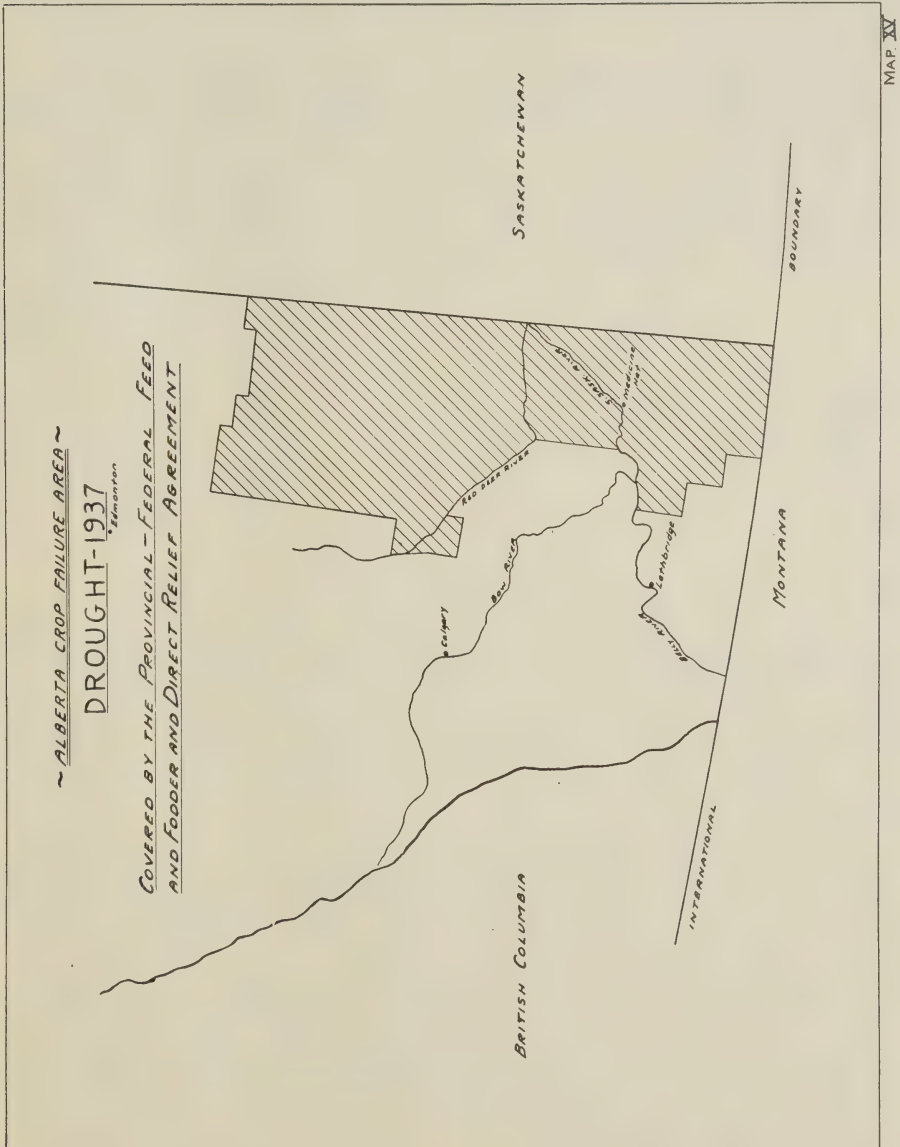 MAP. XV
~ ALBERTA CROP FAILURE AREA ~
DROUGHT-1937
Edmonton
COVERED BY THE PROVINCIAL-FEDERAL FEED
AND FODDER AND DIRECT RELIEF AGREEMENT
Calgary
RED DEER RIVER
BOW RIVER
BRITISH COLUMBIA
SASKATCHEWAN
S. SASK RIVER
MEDICINE
HAT
Lethbridge
BELLY RIVER
INTERNATIONAL
BOUNDARY
MONTANA